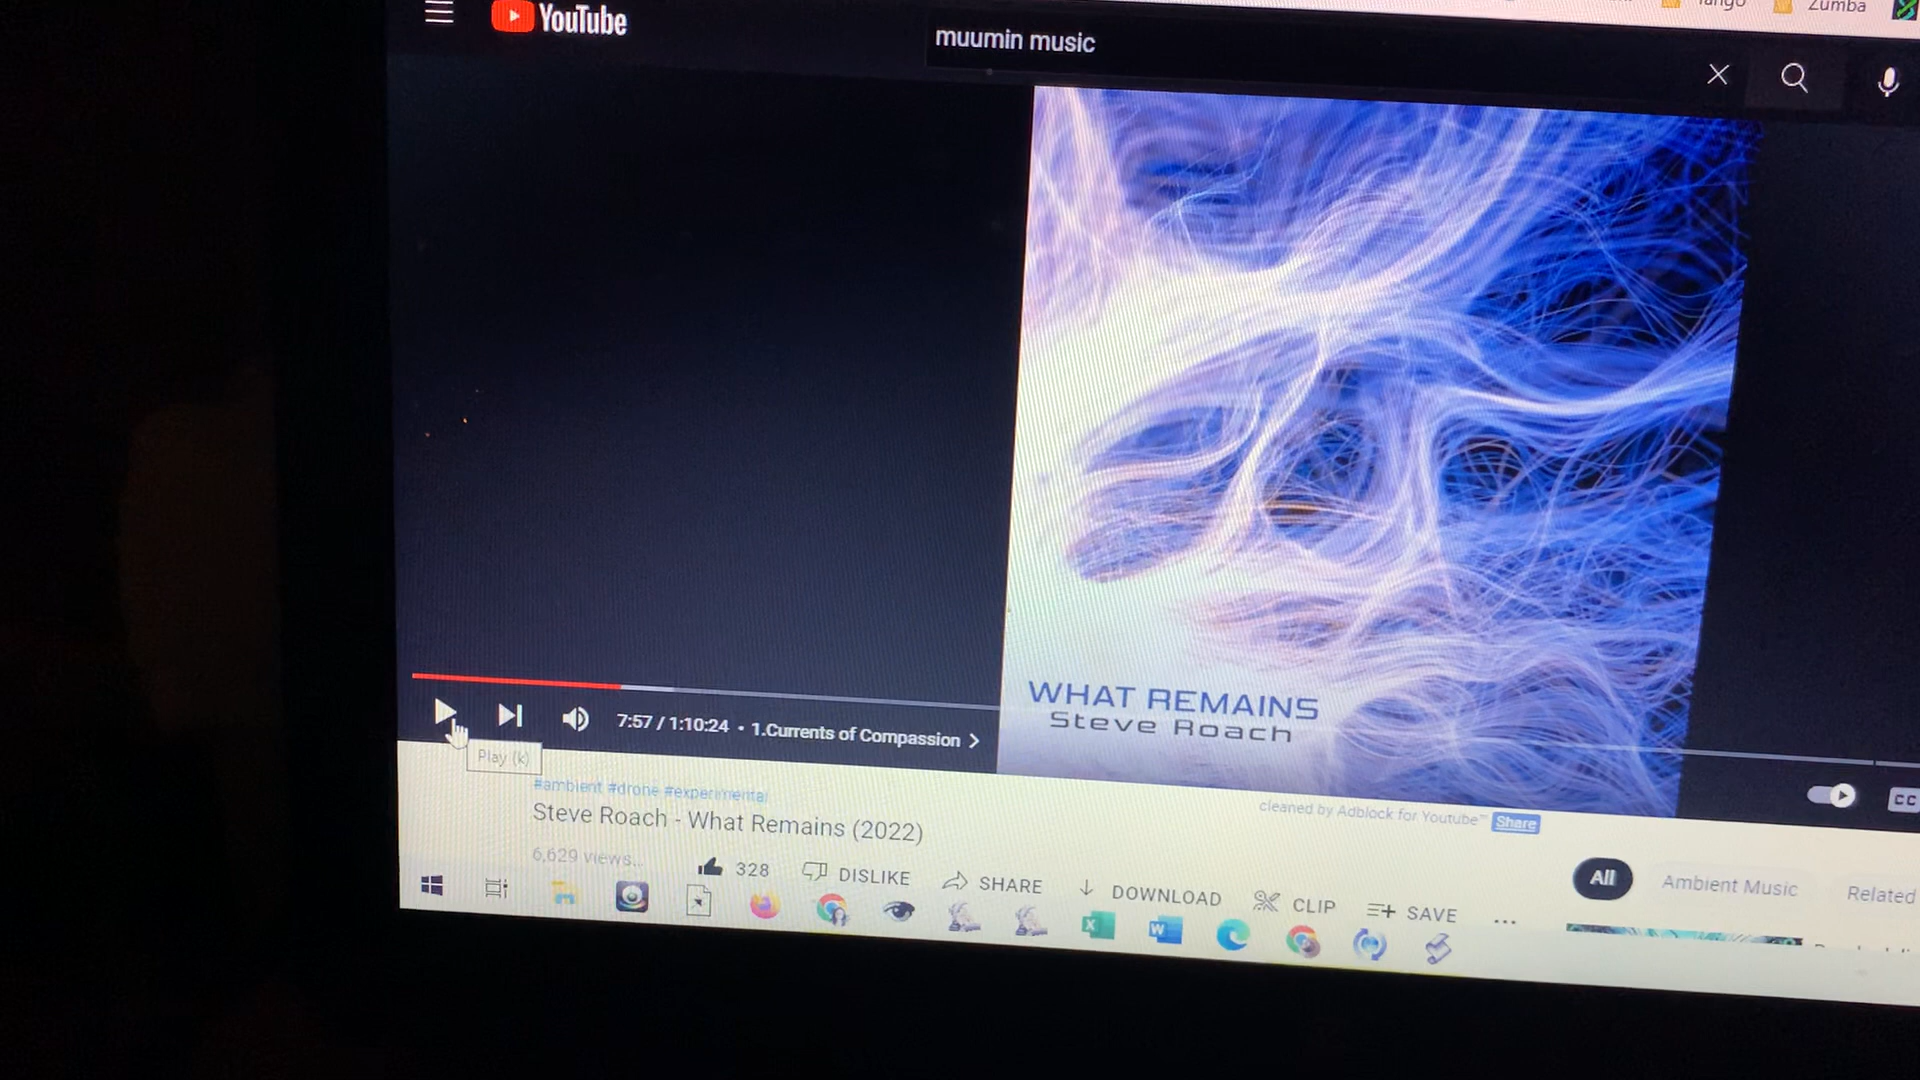 Zumba
YouTube
muumin music
WHAT REMAINS
Steve Roach
7:57 / 1:10:24 • 1.Currents of Compassion
CC
Play (k)
#ambient #drone #experimental
Steve Roach - What Remains (2022)
cleaned by Adblock for Youtube™ Share
6,629 views...
328 DISLIKE SHARE DOWNLOAD CLIP SAVE ...
All Ambient Music Related